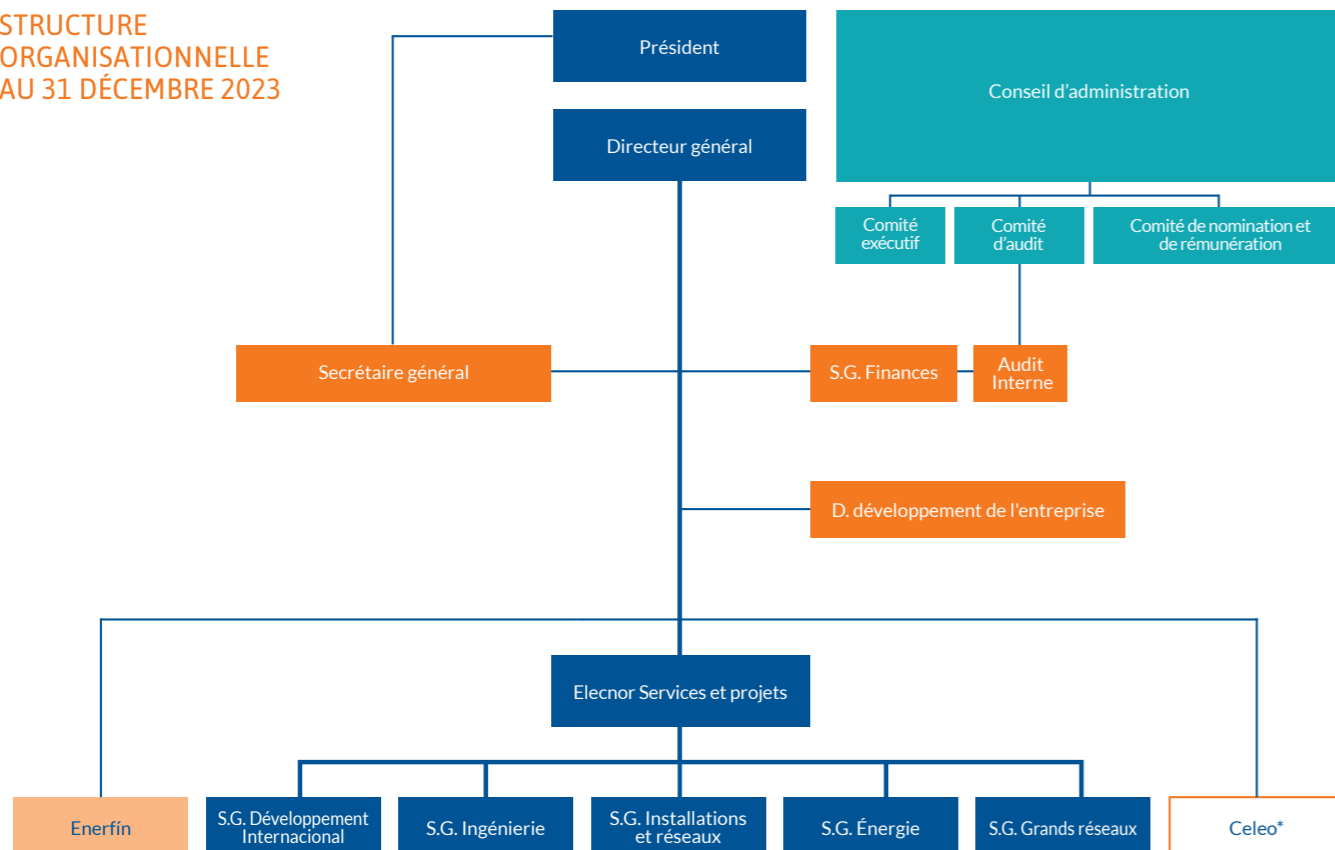 STRUCTURE
ORGANISATIONNELLE
AU 31 DÉCEMBRE 2023
Président
Directeur général
Conseil d'administration
Comité
exécutif
Comité
d'audit
Comité de nomination et
de rémunération
Secrétaire général
S.G. Finances
Audit
Interne
D. développement de l'entreprise
Elecnor Services et projets
Enerfín
S.G. Développement
Internacional
S.G. Ingénierie
S.G. Installations
et réseaux
S.G. Énergie
S.G. Grands réseaux
Celeo*